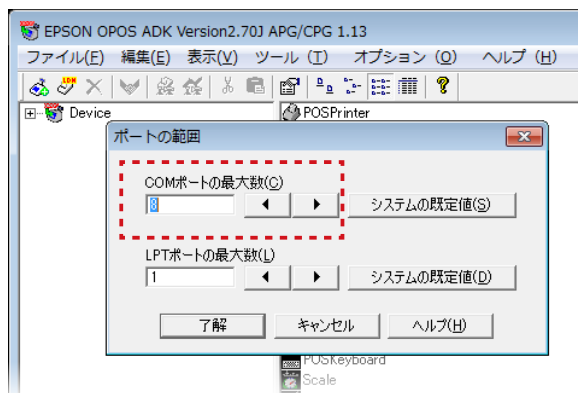 EPSON OPOS ADK Version2.70J APG/CPG 1.13
ファイル(F) 編集(E) 表示(V) ツール (T) オプション (O) ヘルプ (H)
Device
POSPrinter
ポートの範囲
COMポートの最大数(C)
8
システムの既定値(S)
LPTポートの最大数(L)
1
システムの既定値(D)
了解
キャンセル
ヘルプ(H)
POSKeyboard
Scale